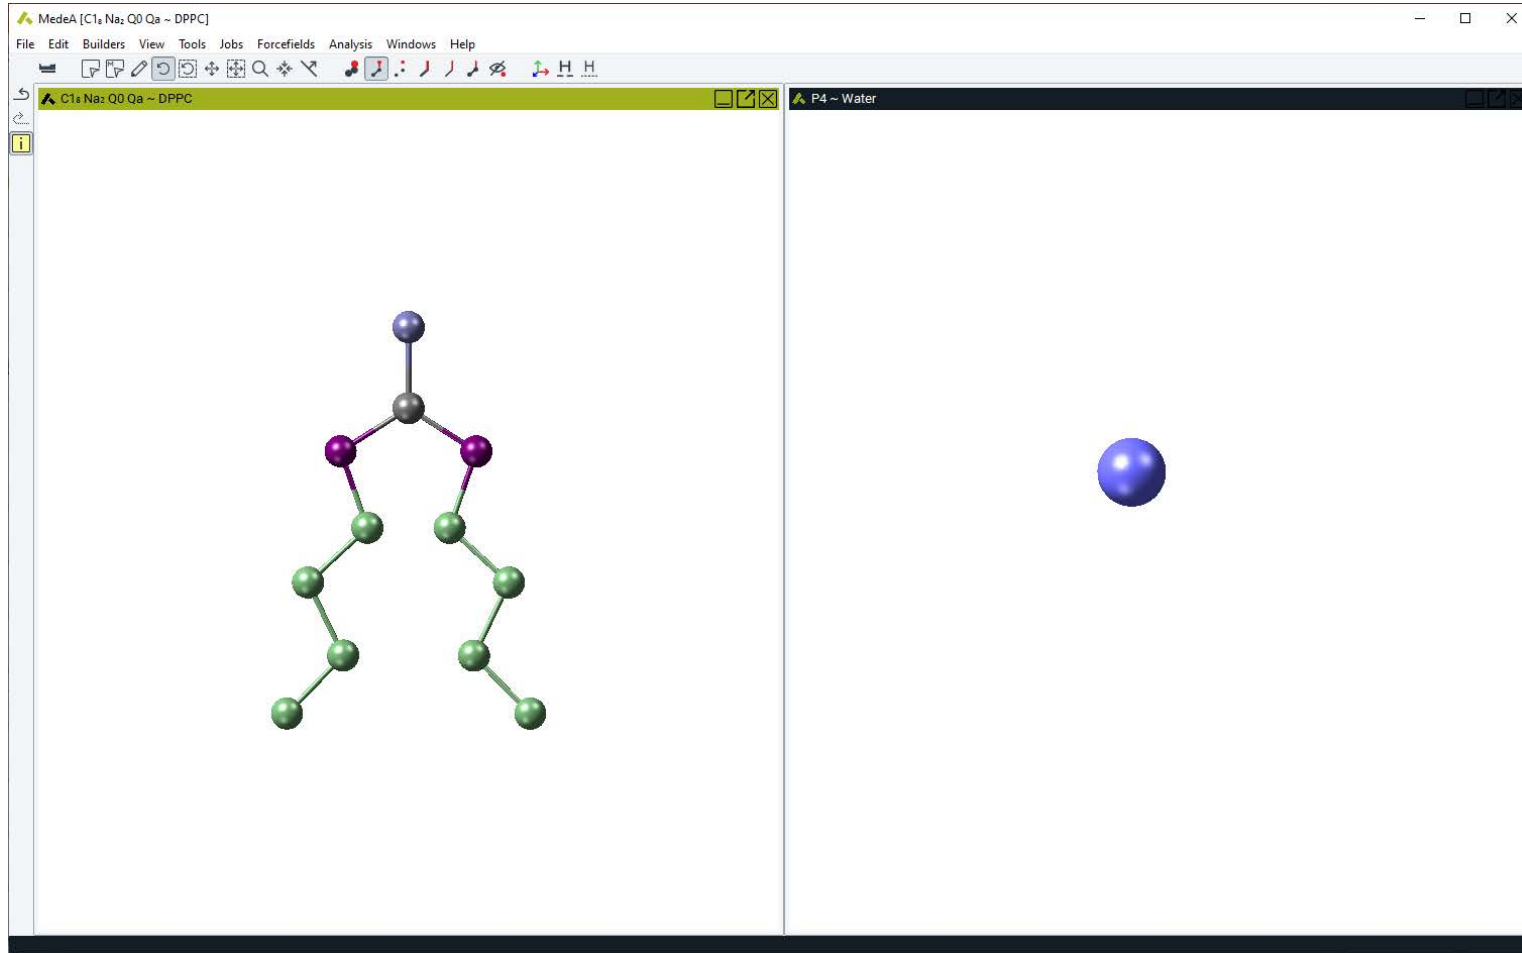 MedeA [C1₈ Na₂ Q0 Qa ~ DPPC]
File Edit Builders View Tools Jobs Forcefields Analysis Windows Help
H H
i
C1₈ Na₂ Q0 Qa ~ DPPC
P4 ~ Water